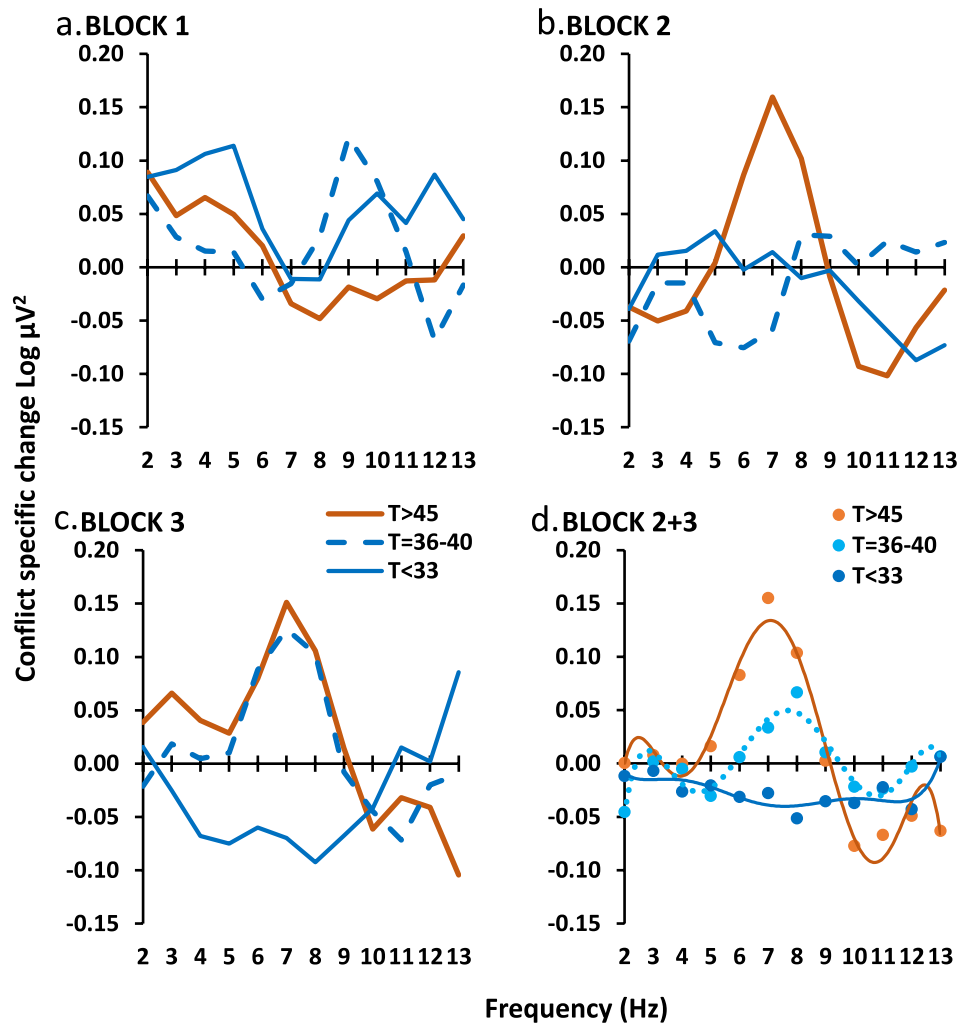 a. BLOCK 1
b. BLOCK 2
0.20
0.15
0.10
0.05
0.00
-0.05
-0.10
-0.15
2 3 4 5 6 7 8 9 10 11 12 13
0.20
0.15
0.10
0.05
0.00
-0.05
-0.10
-0.15
2 3 4 5 6 7 8 9 10 11 12 13
Conflict specific change Log µV²
c. BLOCK 3
T>45
T=36-40
T<33
0.20
0.15
0.10
0.05
0.00
-0.05
-0.10
-0.15
2 3 4 5 6 7 8 9 10 11 12 13
d. BLOCK 2+3
T>45
T=36-40
T<33
0.20
0.15
0.10
0.05
0.00
-0.05
-0.10
-0.15
2 3 4 5 6 7 8 9 10 11 12 13
Frequency (Hz)